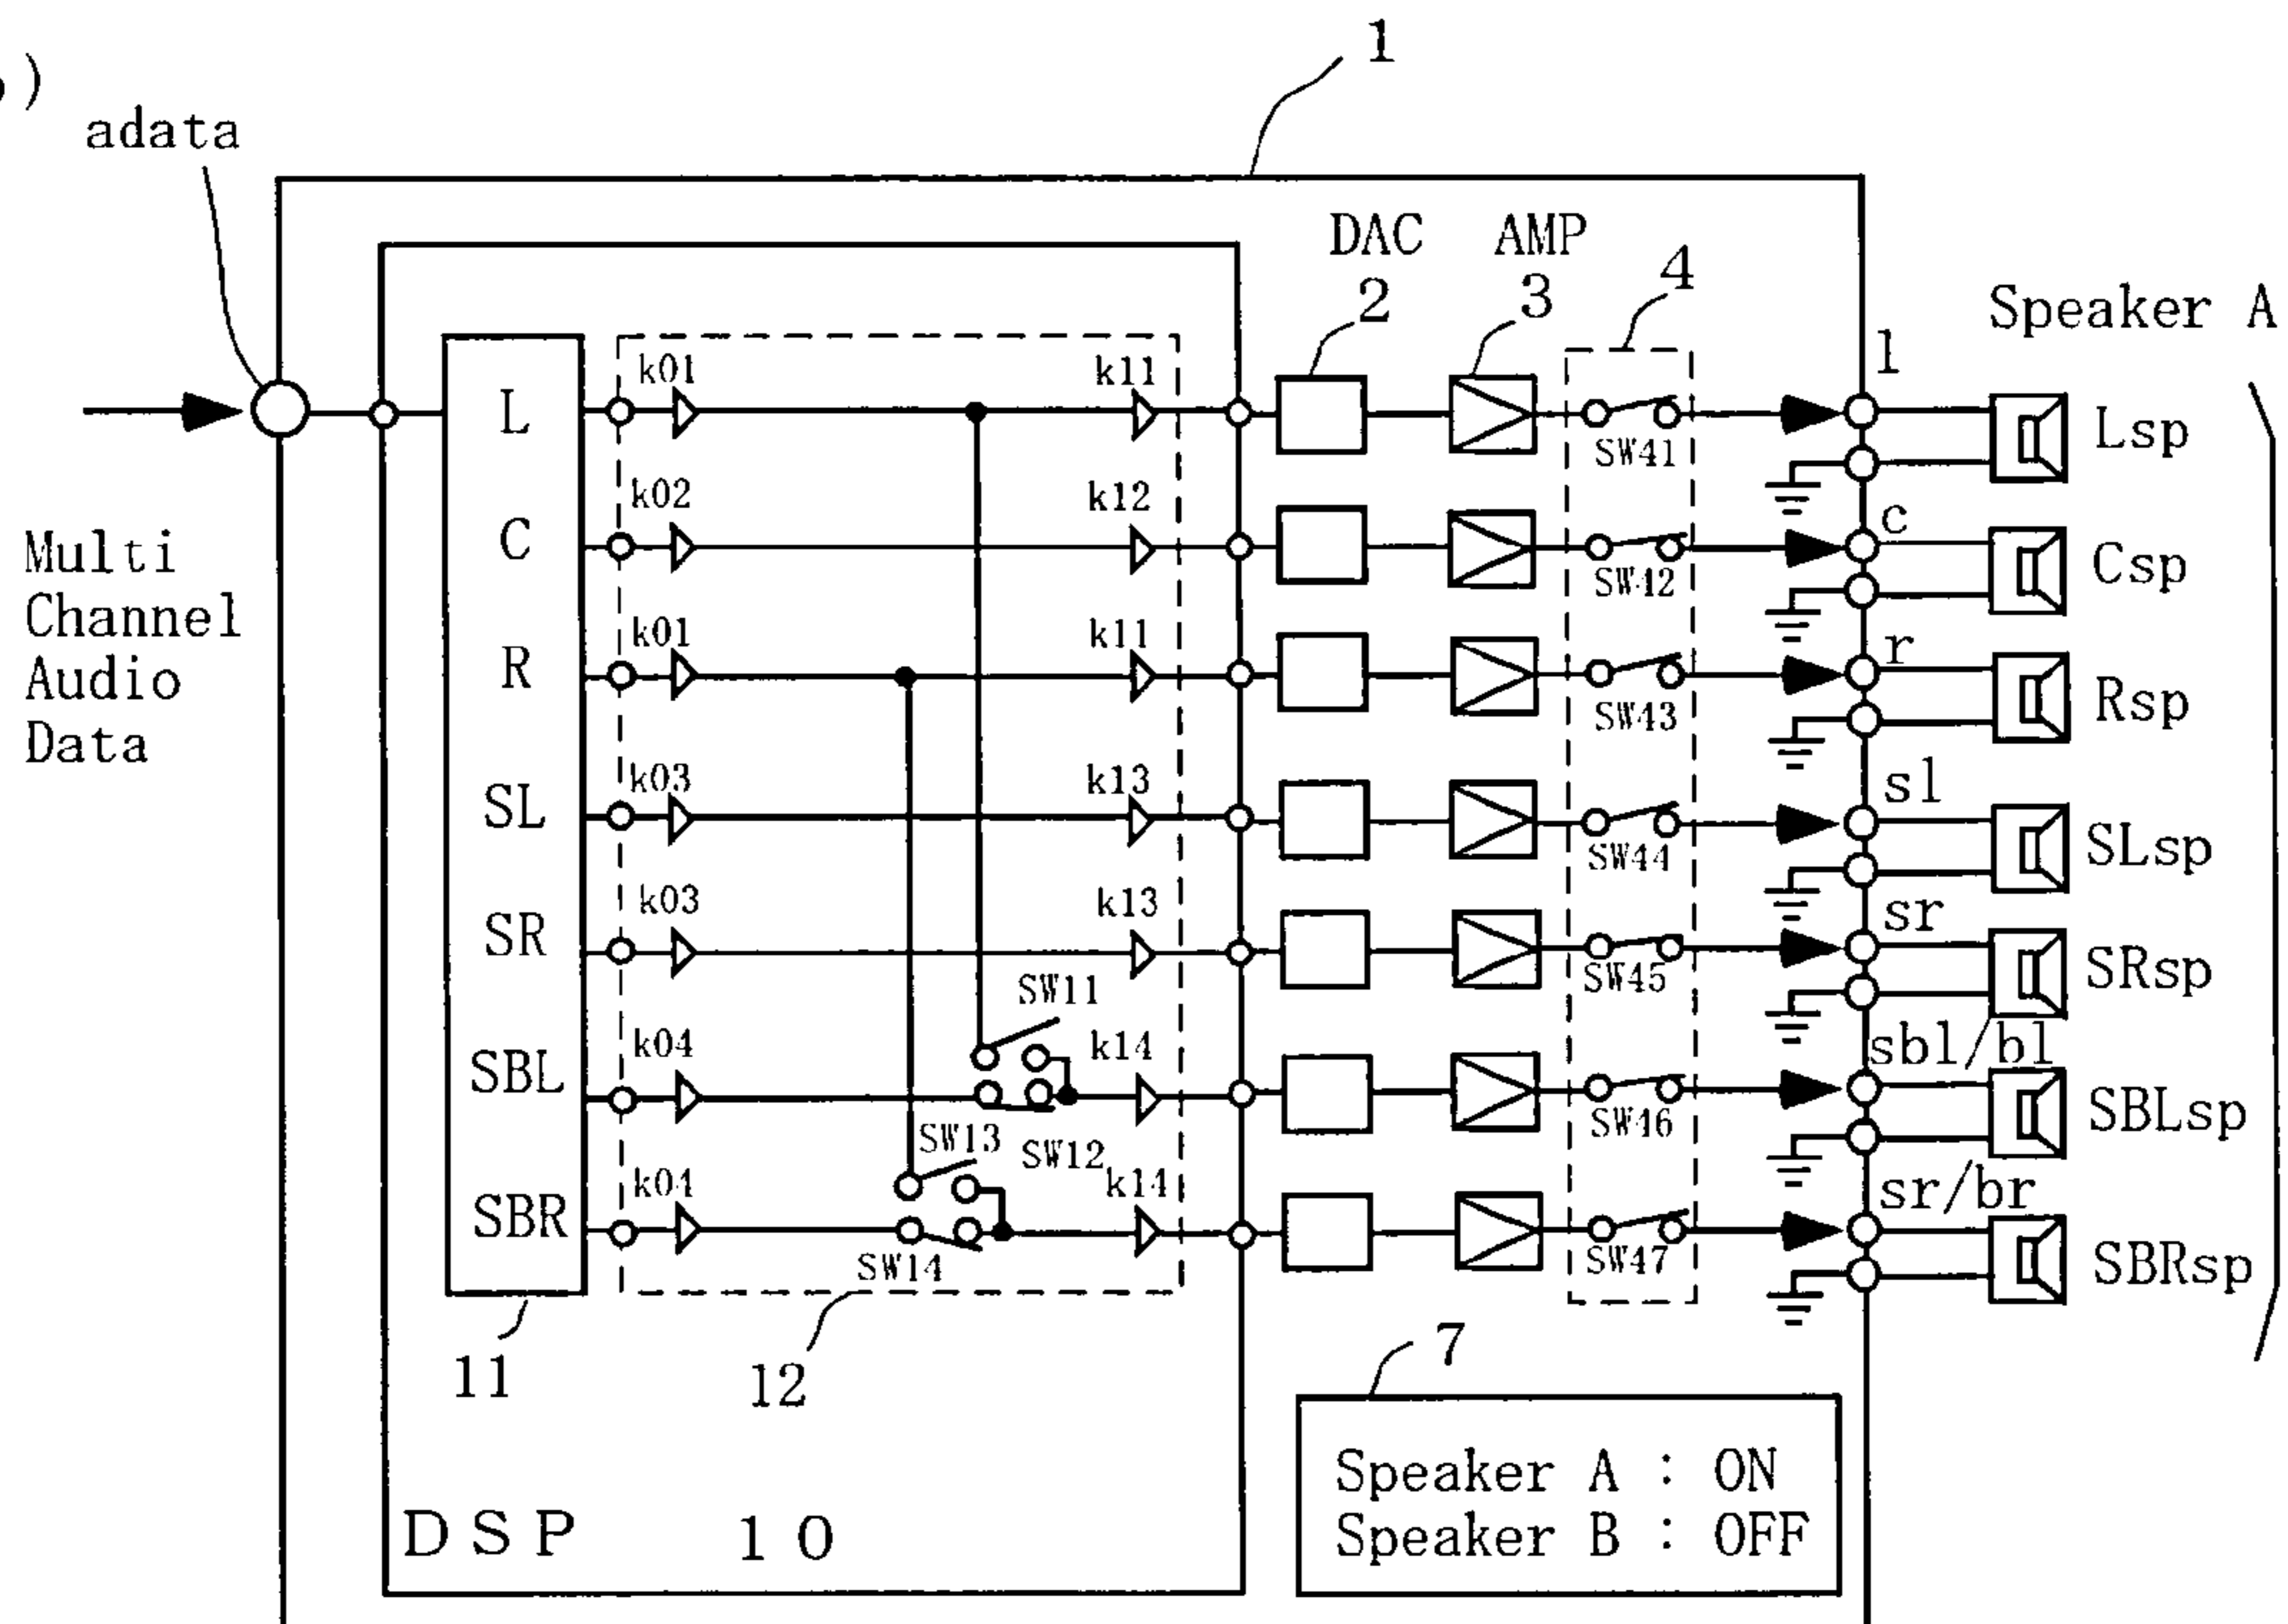 )
1
adata
DAC
AMP
2
3
4
Speaker A
l
L
k01
k11
SW41
Lsp
C
k02
k12
SW42
c
Csp
Multi
Channel
Audio
Data
R
k01
k11
SW43
r
Rsp
SL
k03
k13
SW44
sl
SLsp
SR
k03
k13
SW45
sr
SRsp
SW11
SBL
k04
k14
SW46
sbl/bl
SBLsp
SW13
SW12
SBR
k04
k14
SW14
SW47
sr/br
SBRsp
11
12
7
Speaker A : ON
Speaker B : OFF
DSP 10